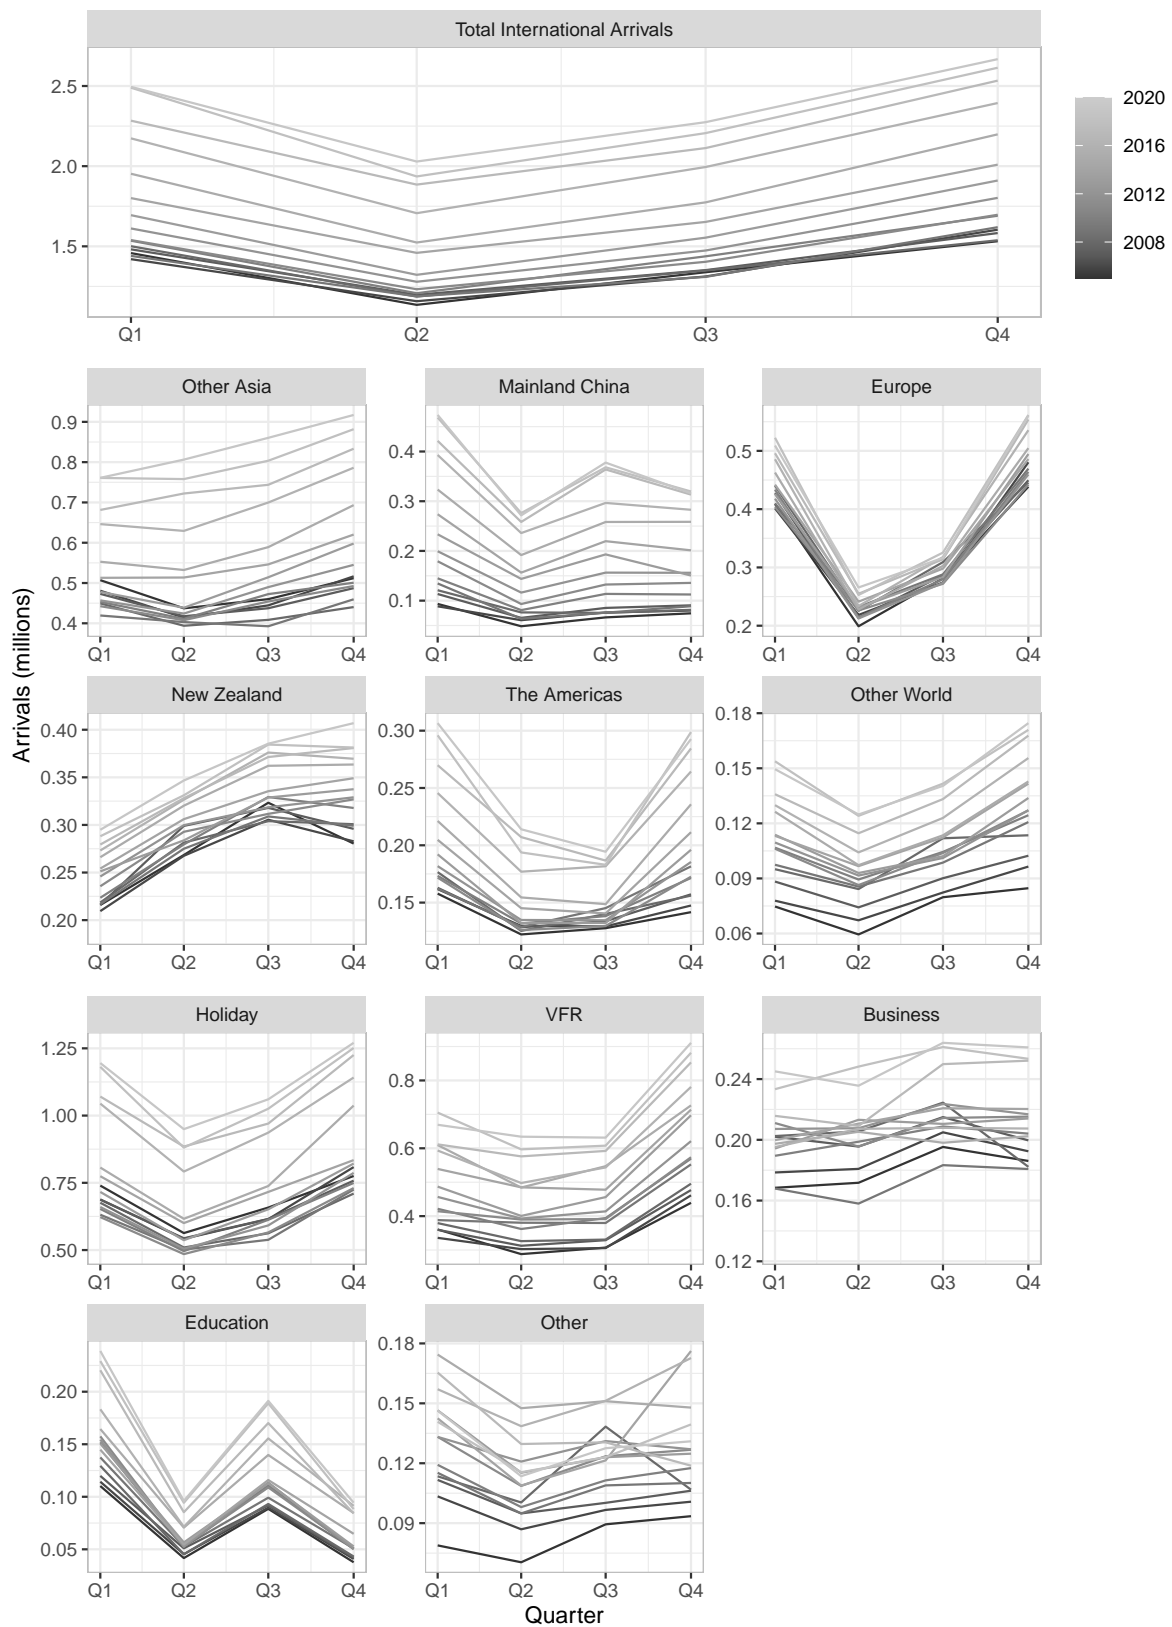 Total International Arrivals
2.5
2.0
1.5
Q1 Q2 Q3 Q4
2020
2016
2012
2008
Arrivals (millions)
Other Asia
0.9
0.8
0.7
0.6
0.5
0.4
Q1 Q2 Q3 Q4
Mainland China
0.4
0.3
0.2
0.1
Q1 Q2 Q3 Q4
Europe
0.5
0.4
0.3
0.2
Q1 Q2 Q3 Q4
New Zealand
0.40
0.35
0.30
0.25
0.20
Q1 Q2 Q3 Q4
The Americas
0.30
0.25
0.20
0.15
Q1 Q2 Q3 Q4
Other World
0.18
0.15
0.12
0.09
0.06
Q1 Q2 Q3 Q4
Holiday
1.25
1.00
0.75
0.50
Q1 Q2 Q3 Q4
VFR
0.8
0.6
0.4
Q1 Q2 Q3 Q4
Business
0.24
0.20
0.16
0.12
Q1 Q2 Q3 Q4
Education
0.20
0.15
0.10
0.05
Q1 Q2 Q3 Q4
Other
0.18
0.15
0.12
0.09
Q1 Q2 Q3 Q4
Quarter